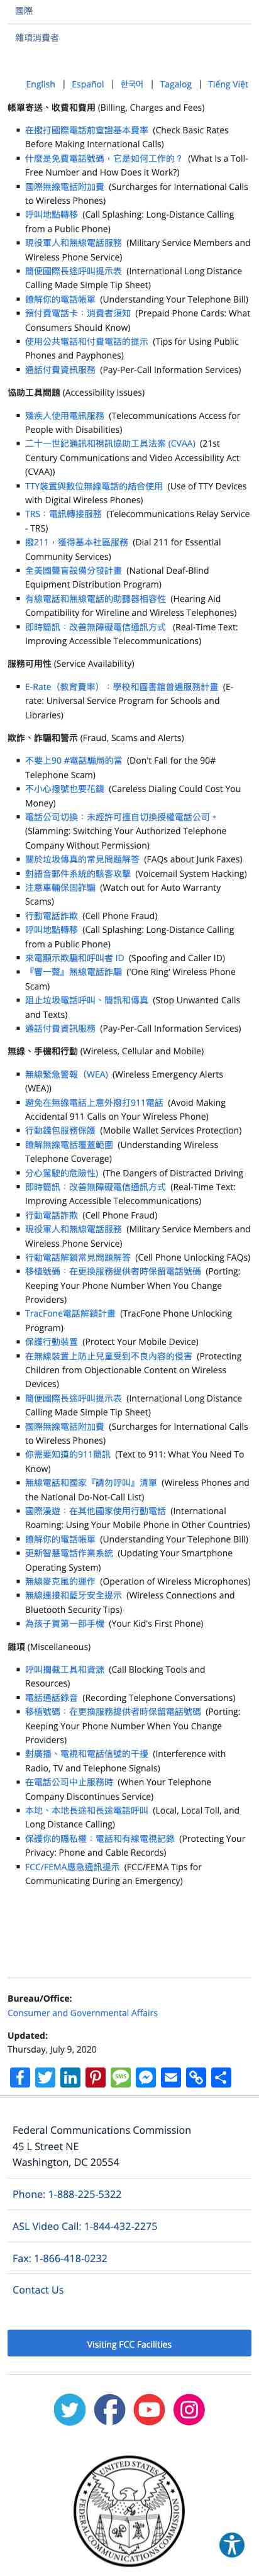 國際
雜項消費者
English | Español | 한국어 | Tagalog | Tiếng Việt
帳單寄送、收費和費用 (Billing, Charges and Fees)
在撥打國際電話前查證基本費率 (Check Basic Rates
Before Making International Calls)
什麼是免費電話號碼，它是如何工作的？ (What Is a Toll-
Free Number and How Does it Work?)
國際無線電話附加費 (Surcharges for International Calls
to Wireless Phones)
呼叫地點轉移 (Call Splashing: Long-Distance Calling
from a Public Phone)
現役軍人和無線電話服務 (Military Service Members and
Wireless Phone Service)
簡便國際長途呼叫提示表 (International Long Distance
Calling Made Simple Tip Sheet)
瞭解你的電話帳單 (Understanding Your Telephone Bill)
預付費電話卡：消費者須知 (Prepaid Phone Cards: What
Consumers Should Know)
使用公共電話和付費電話的提示 (Tips for Using Public
Phones and Payphones)
通話付費資訊服務 (Pay-Per-Call Information Services)
協助工具問題 (Accessibility Issues)
殘疾人使用電訊服務 (Telecommunications Access for
People with Disabilities)
二十一世紀通訊和視訊協助工具法案 (CVAA) (21st
Century Communications and Video Accessibility Act
(CVAA))
TTY裝置與數位無線電話的結合使用 (Use of TTY Devices
with Digital Wireless Phones)
TRS：電訊轉接服務 (Telecommunications Relay Service
- TRS)
撥211，獲得基本社區服務 (Dial 211 for Essential
Community Services)
全美國聾盲設備分發計畫 (National Deaf-Blind
Equipment Distribution Program)
有線電話和無線電話的助聽器相容性 (Hearing Aid
Compatibility for Wireline and Wireless Telephones)
即時簡訊：改善無障礙電信通訊方式 (Real-Time Text:
Improving Accessible Telecommunications)
服務可用性 (Service Availability)
E-Rate（教育費率）：學校和圖書館普遍服務計畫 (E-
rate: Universal Service Program for Schools and
Libraries)
欺詐、詐騙和警示 (Fraud, Scams and Alerts)
不要上90 #電話騙局的當 (Don't Fall for the 90#
Telephone Scam)
不小心撥號也要花錢 (Careless Dialing Could Cost You
Money)
電話公司切換：未經許可擅自切換授權電話公司。
(Slamming: Switching Your Authorized Telephone
Company Without Permission)
關於垃圾傳真的常見問題解答 (FAQs about Junk Faxes)
對語音郵件系統的駭客攻擊 (Voicemail System Hacking)
注意車輛保固詐騙 (Watch out for Auto Warranty
Scams)
行動電話詐欺 (Cell Phone Fraud)
呼叫地點轉移 (Call Splashing: Long-Distance Calling
from a Public Phone)
來電顯示欺騙和呼叫者 ID (Spoofing and Caller ID)
『響一聲』無線電話詐騙 ('One Ring' Wireless Phone
Scam)
阻止垃圾電話呼叫、簡訊和傳真 (Stop Unwanted Calls
and Texts)
通話付費資訊服務 (Pay-Per-Call Information Services)
無線、手機和行動 (Wireless, Cellular and Mobile)
無線緊急警報（WEA) (Wireless Emergency Alerts
(WEA))
避免在無線電話上意外撥打911電話 (Avoid Making
Accidental 911 Calls on Your Wireless Phone)
行動錢包服務保護 (Mobile Wallet Services Protection)
瞭解無線電話覆蓋範圍 (Understanding Wireless
Telephone Coverage)
分心駕駛的危險性) (The Dangers of Distracted Driving
即時簡訊：改善無障礙電信通訊方式 (Real-Time Text:
Improving Accessible Telecommunications)
行動電話詐欺 (Cell Phone Fraud)
現役軍人和無線電話服務 (Military Service Members and
Wireless Phone Service)
行動電話解鎖常見問題解答 (Cell Phone Unlocking FAQs)
移植號碼：在更換服務提供者時保留電話號碼 (Porting:
Keeping Your Phone Number When You Change
Providers)
TracFone電話解鎖計畫 (TracFone Phone Unlocking
Program)
保護行動裝置 (Protect Your Mobile Device)
在無線裝置上防止兒童受到不良內容的侵害 (Protecting
Children from Objectionable Content on Wireless
Devices)
簡便國際長途呼叫提示表 (International Long Distance
Calling Made Simple Tip Sheet)
國際無線電話附加費 (Surcharges for International Calls
to Wireless Phones)
你需要知道的911簡訊 (Text to 911: What You Need To
Know)
無線電話和國家『請勿呼叫』清單 (Wireless Phones and
the National Do-Not-Call List)
國際漫遊：在其他國家使用行動電話 (International
Roaming: Using Your Mobile Phone in Other Countries)
瞭解你的電話帳單 (Understanding Your Telephone Bill)
更新智慧電話作業系統 (Updating Your Smartphone
Operating System)
無線麥克風的運作 (Operation of Wireless Microphones)
無線連接和藍牙安全提示 (Wireless Connections and
Bluetooth Security Tips)
為孩子買第一部手機 (Your Kid's First Phone)
雜項 (Miscellaneous)
呼叫攔截工具和資源 (Call Blocking Tools and
Resources)
電話通話錄音 (Recording Telephone Conversations)
移植號碼：在更換服務提供者時保留電話號碼 (Porting:
Keeping Your Phone Number When You Change
Providers)
對廣播、電視和電話信號的干擾 (Interference with
Radio, TV and Telephone Signals)
在電話公司中止服務時 (When Your Telephone
Company Discontinues Service)
本地、本地長途和長途電話呼叫 (Local, Local Toll, and
Long Distance Calling)
保護你的隱私權：電話和有線電視記錄 (Protecting Your
Privacy: Phone and Cable Records)
FCC/FEMA應急通訊提示 (FCC/FEMA Tips for
Communicating During an Emergency)
Bureau/Office:
Consumer and Governmental Affairs
Updated:
Thursday, July 9, 2020
Federal Communications Commission
45 L Street NE
Washington, DC 20554
Phone: 1-888-225-5322
ASL Video Call: 1-844-432-2275
Fax: 1-866-418-0232
Contact Us
Visiting FCC Facilities
FEDERAL COMMUNICATIONS COMMISSION